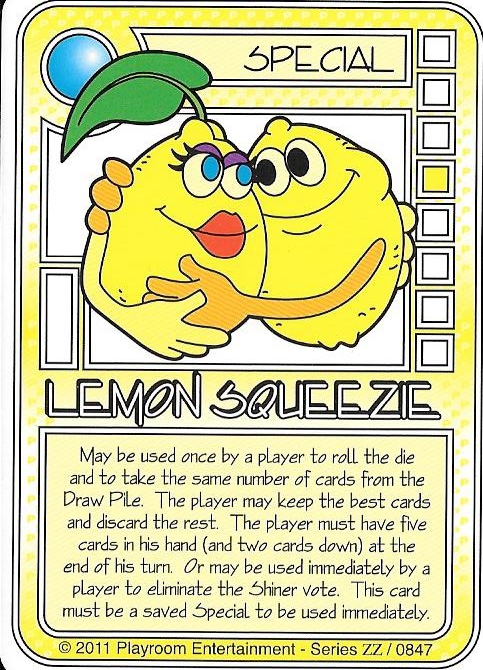 SPECIAL
LEMON SQUEEZIE
May be used once by a player to roll the die
and to take the same number of cards from the
Draw Pile. The player may keep the best cards
and discard the rest. The player must have five
cards in his hand (and two cards down) at the
end of his turn. Or may be used immediately by a
player to eliminate the Shiner vote. This card
must be a saved Special to be used immediately.
© 2011 Playroom Entertainment - Series ZZ / 0847